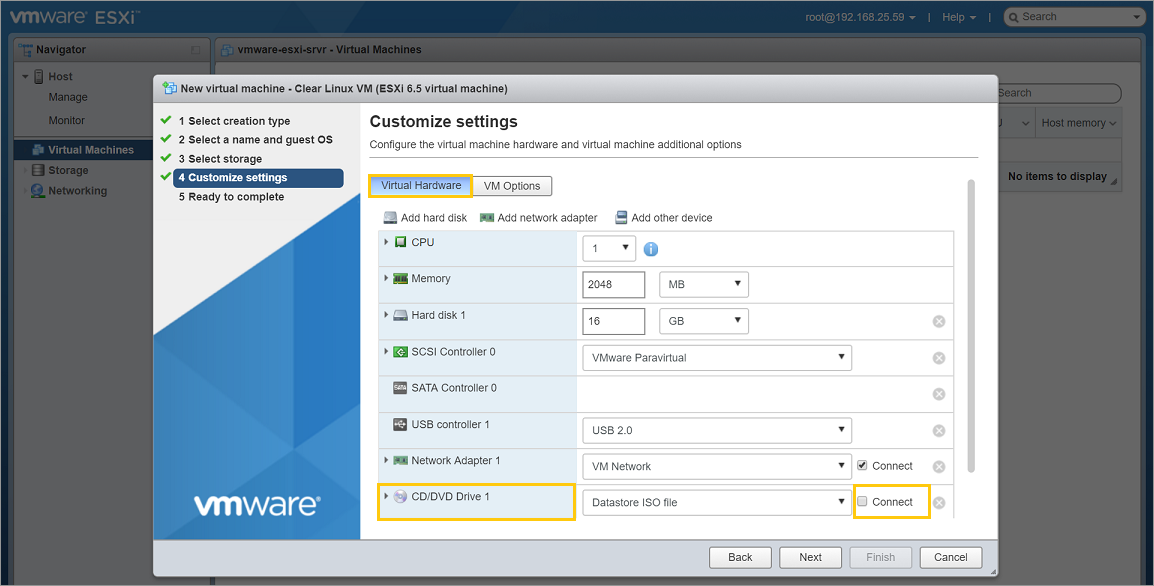 vmware ESXi™
root@192.168.25.59 | Help | Search
Navigator
vmware-esxi-srvr - Virtual Machines
Host
Manage
Monitor
Virtual Machines
Storage
Networking
Search
Host memory
No items to display
New virtual machine - Clear Linux VM (ESXi 6.5 virtual machine)
1 Select creation type
2 Select a name and guest OS
3 Select storage
4 Customize settings
5 Ready to complete
vmware®
Customize settings
Configure the virtual machine hardware and virtual machine additional options
Virtual Hardware VM Options
Add hard disk Add network adapter Add other device
CPU 1
Memory 2048 MB
Hard disk 1 16 GB
SCSI Controller 0 VMware Paravirtual
SATA Controller 0
USB controller 1 USB 2.0
Network Adapter 1 VM Network Connect
CD/DVD Drive 1 Datastore ISO file Connect
Back Next Finish Cancel